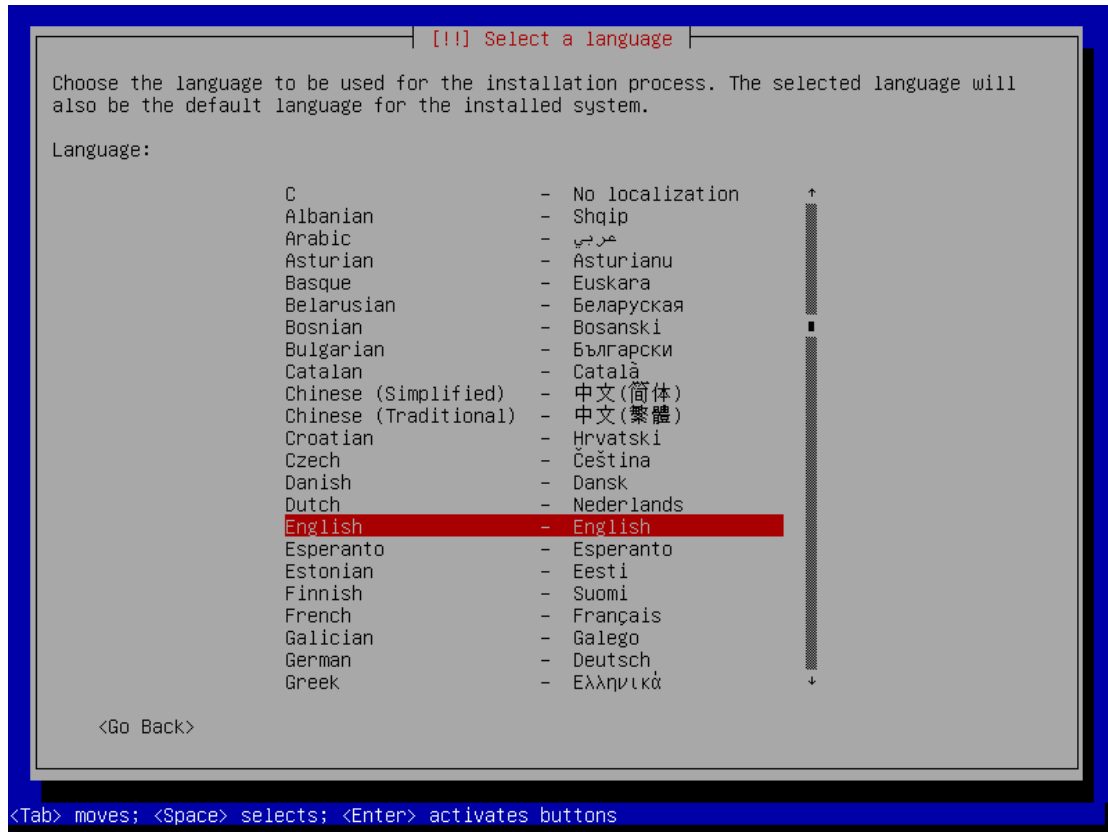 [!!] Select a language
Choose the language to be used for the installation process. The selected language will
also be the default language for the installed system.
Language:
C - No localization
Albanian - Shqip
Arabic - عربي
Asturian - Asturianu
Basque - Euskara
Belarusian - Беларуская
Bosnian - Bosanski
Bulgarian - Български
Catalan - Català
Chinese (Simplified) - 中文(简体)
Chinese (Traditional) - 中文(繁體)
Croatian - Hrvatski
Czech - Čeština
Danish - Dansk
Dutch - Nederlands
English - English
Esperanto - Esperanto
Estonian - Eesti
Finnish - Suomi
French - Français
Galician - Galego
German - Deutsch
Greek - Ελληνικά
<Go Back>
<Tab> moves; <Space> selects; <Enter> activates buttons